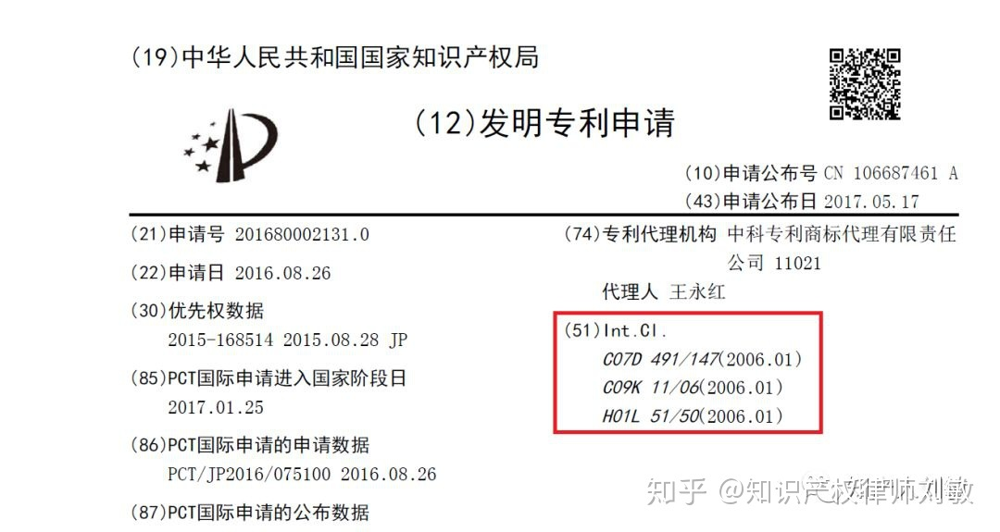 (19)中华人民共和国国家知识产权局
(12)发明专利申请
(10)申请公布号 CN 106687461 A
(43)申请公布日 2017.05.17
(21)申请号 201680002131.0
(22)申请日 2016.08.26
(30)优先权数据
2015-168514 2015.08.28 JP
(85)PCT国际申请进入国家阶段日
2017.01.25
(86)PCT国际申请的申请数据
PCT/JP2016/075100 2016.08.26
(87)PCT国际申请的公布数据
(74)专利代理机构 中科专利商标代理有限责任
公司 11021
代理人 王永红
(51)Int.Cl.
C07D 491/147(2006.01)
C09K 11/06(2006.01)
H01L 51/50(2006.01)
知乎 @知识产权律师刘敏